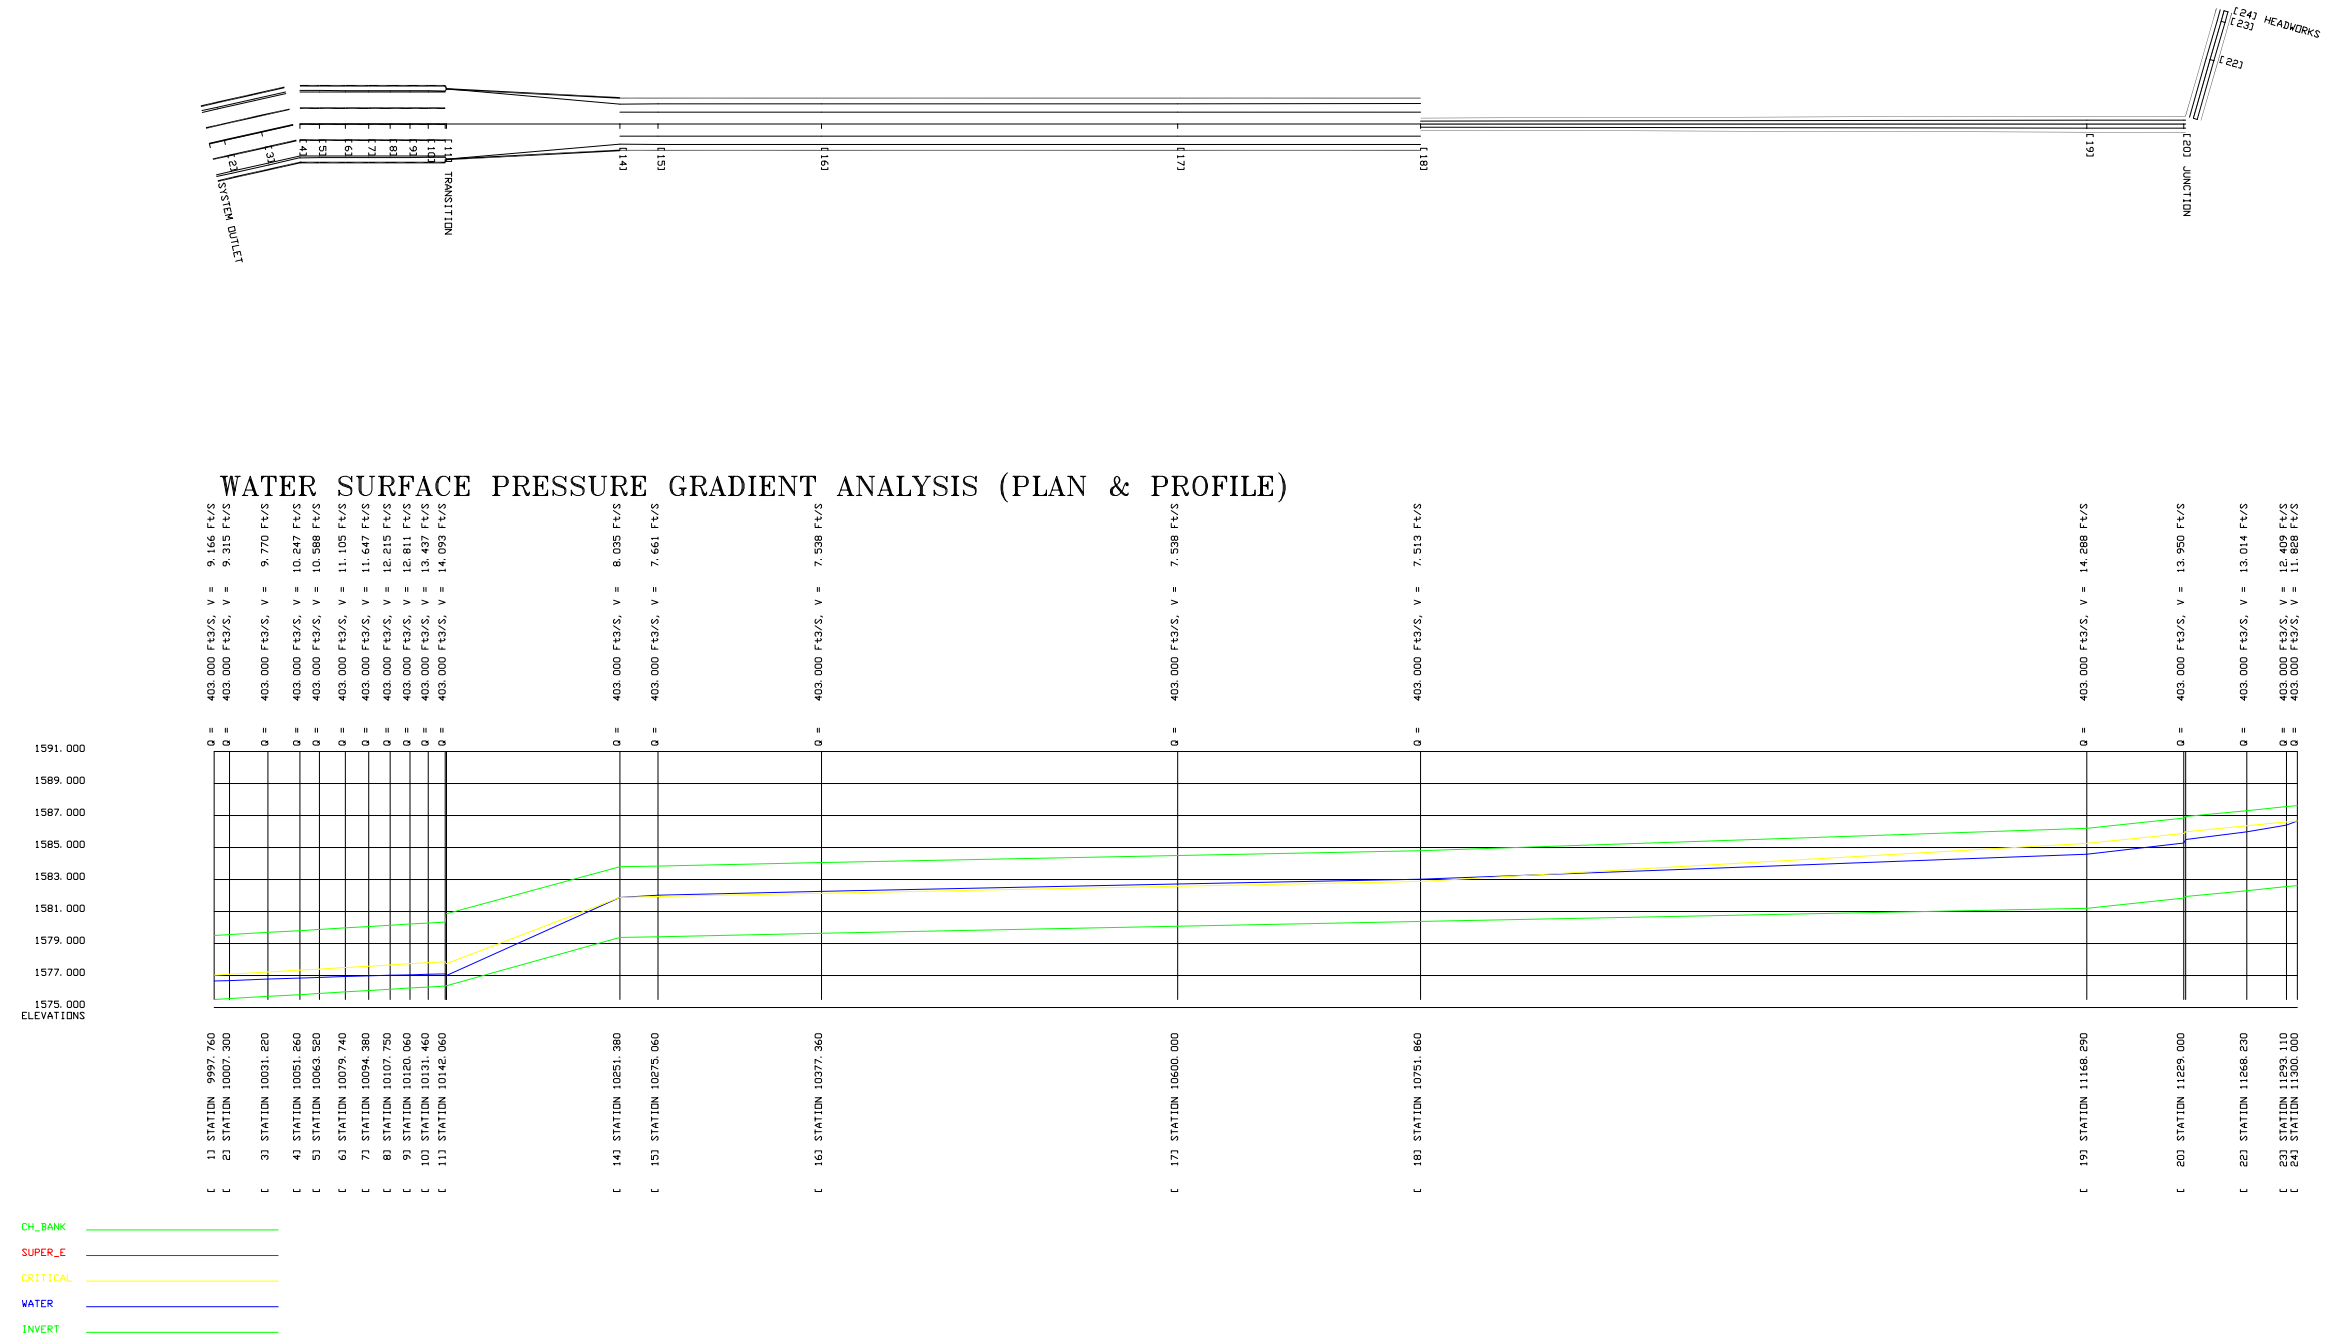 [24] HEADWORKS
[23]
[22]
[2]
[3]
[4]
[5]
[6]
[7]
[8]
[9]
[10]
[11] TRANSITION
[14]
[15]
[16]
[17]
[18]
[19]
[20] JUNCTION
SYSTEM OUTLET
WATER SURFACE PRESSURE GRADIENT ANALYSIS (PLAN & PROFILE)
Q = 403.000 Ft3/S, V = 9.166 Ft/S
Q = 403.000 Ft3/S, V = 9.315 Ft/S
Q = 403.000 Ft3/S, V = 9.770 Ft/S
Q = 403.000 Ft3/S, V = 10.247 Ft/S
Q = 403.000 Ft3/S, V = 10.588 Ft/S
Q = 403.000 Ft3/S, V = 11.105 Ft/S
Q = 403.000 Ft3/S, V = 11.647 Ft/S
Q = 403.000 Ft3/S, V = 12.215 Ft/S
Q = 403.000 Ft3/S, V = 12.811 Ft/S
Q = 403.000 Ft3/S, V = 13.437 Ft/S
Q = 403.000 Ft3/S, V = 14.093 Ft/S
Q = 403.000 Ft3/S, V = 8.035 Ft/S
Q = 403.000 Ft3/S, V = 7.661 Ft/S
Q = 403.000 Ft3/S, V = 7.538 Ft/S
Q = 403.000 Ft3/S, V = 7.538 Ft/S
Q = 403.000 Ft3/S, V = 7.513 Ft/S
Q = 403.000 Ft3/S, V = 14.288 Ft/S
Q = 403.000 Ft3/S, V = 13.950 Ft/S
Q = 403.000 Ft3/S, V = 13.014 Ft/S
Q = 403.000 Ft3/S, V = 12.409 Ft/S
Q = 403.000 Ft3/S, V = 11.828 Ft/S
1591.000
1589.000
1587.000
1585.000
1583.000
1581.000
1579.000
1577.000
1575.000
ELEVATIONS
[ 1] STATION 9997.760
[ 2] STATION 10007.300
[ 3] STATION 10031.220
[ 4] STATION 10051.260
[ 5] STATION 10063.520
[ 6] STATION 10079.740
[ 7] STATION 10094.380
[ 8] STATION 10107.750
[ 9] STATION 10120.060
[ 10] STATION 10131.460
[ 11] STATION 10142.060
[ 14] STATION 10251.380
[ 15] STATION 10275.060
[ 16] STATION 10377.360
[ 17] STATION 10600.000
[ 18] STATION 10751.860
[ 19] STATION 11168.290
[ 20] STATION 11229.000
[ 22] STATION 11268.230
[ 23] STATION 11293.110
[ 24] STATION 11300.000
CH_BANK
SUPER_E
CRITICAL
WATER
INVERT